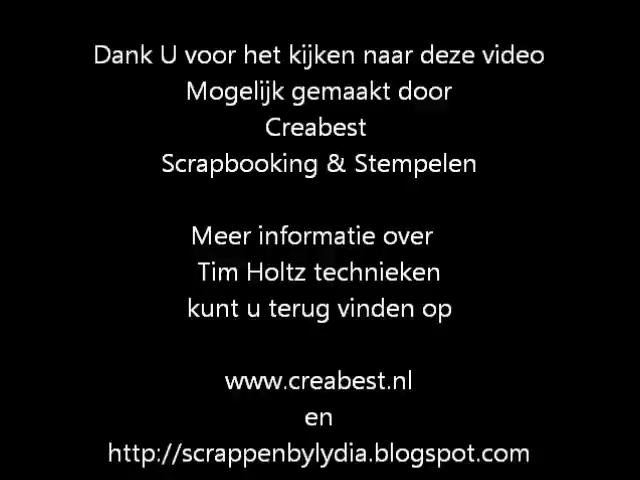 Dank U voor het kijken naar deze video
Mogelijk gemaakt door
Creabest
Scrapbooking & Stempelen
Meer informatie over
Tim Holtz technieken
kunt u terug vinden op
www.creabest.nl
en
http://scrappenbylydia.blogspot.com